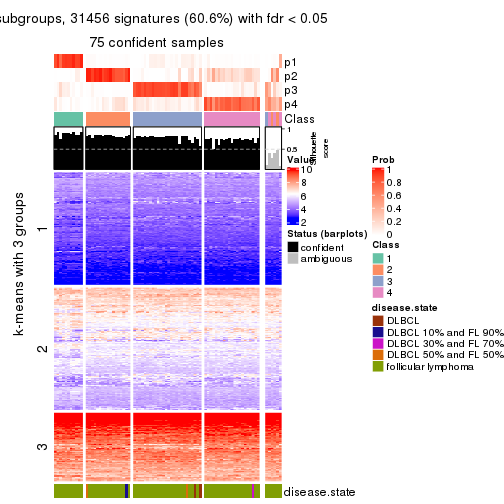 subgroups, 31456 signatures (60.6%) with fdr < 0.05
75 confident samples
p1
p2
p3
p4
Class
1
0.5
Silhouette
score
k-means with 3 groups
1
2
3
disease.state
Value
10
8
6
4
2
Status (barplots)
confident
ambiguous
Prob
1
0.8
0.6
0.4
0.2
0
Class
1
2
3
4
disease.state
DLBCL
DLBCL 10% and FL 90%
DLBCL 30% and FL 70%
DLBCL 50% and FL 50%
follicular lymphoma